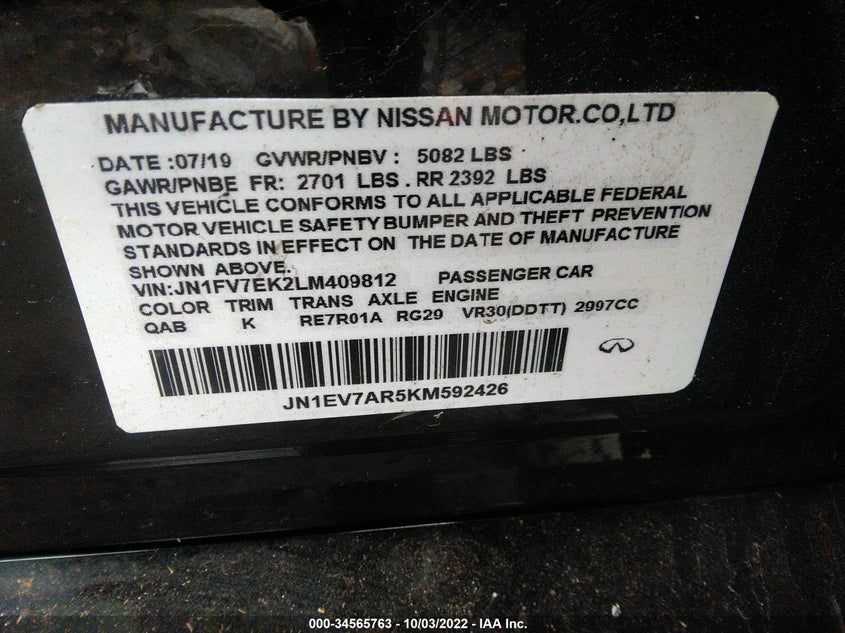 MANUFACTURE BY NISSAN MOTOR.CO,LTD
DATE :07/19 GVWR/PNBV : 5082 LBS
GAWR/PNBE FR: 2701 LBS . RR 2392 LBS
THIS VEHICLE CONFORMS TO ALL APPLICABLE FEDERAL
MOTOR VEHICLE SAFETY BUMPER AND THEFT PREVENTION
STANDARDS IN EFFECT ON THE DATE OF MANUFACTURE
SHOWN ABOVE.
VIN:JN1FV7EK2LM409812 PASSENGER CAR
COLOR TRIM TRANS AXLE ENGINE
QAB K RE7R01A RG29 VR30(DDTT) 2997CC
JN1EV7AR5KM592426
000-34565763 - 10/03/2022 - IAA Inc.